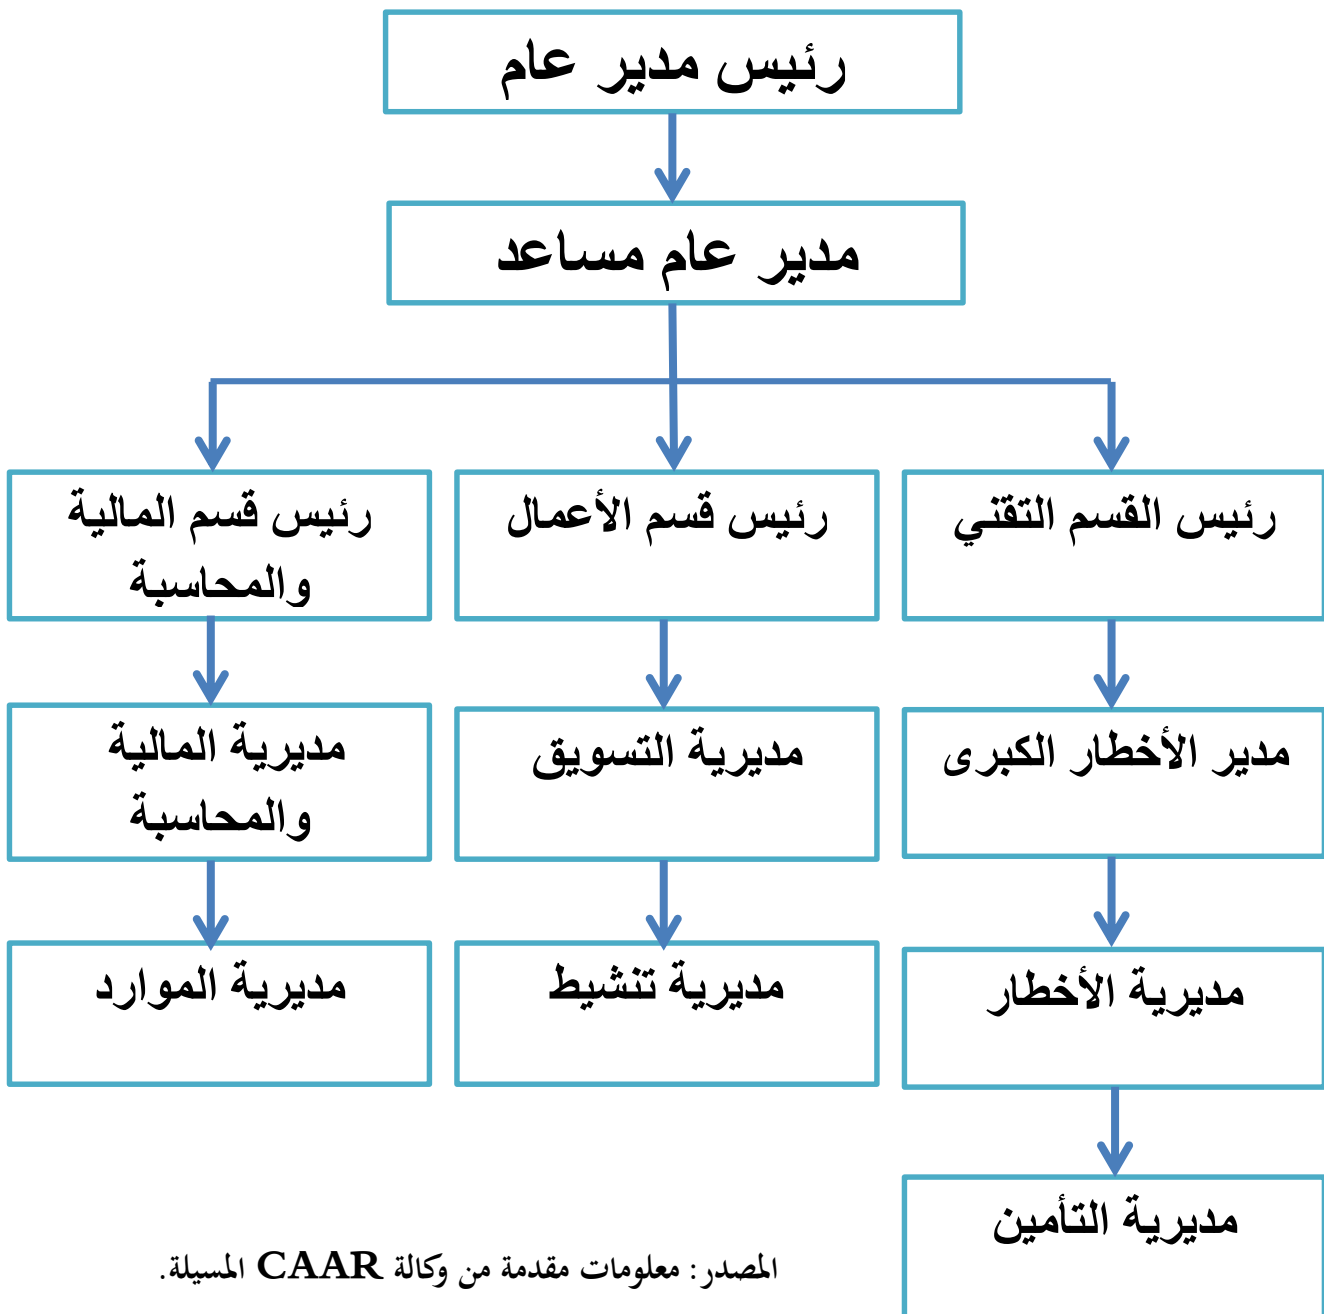 رئيس مدير عام
مدير عام مساعد
رئيس القسم التقني
رئيس قسم الأعمال
رئيس قسم المالية
والمحاسبة
مدير الأخطار الكبرى
مديرية التسويق
مديرية المالية
والمحاسبة
مديرية الأخطار
مديرية تنشيط
مديرية الموارد
مديرية التأمين
المصدر: معلومات مقدمة من وكالة CAAR المسيلة.